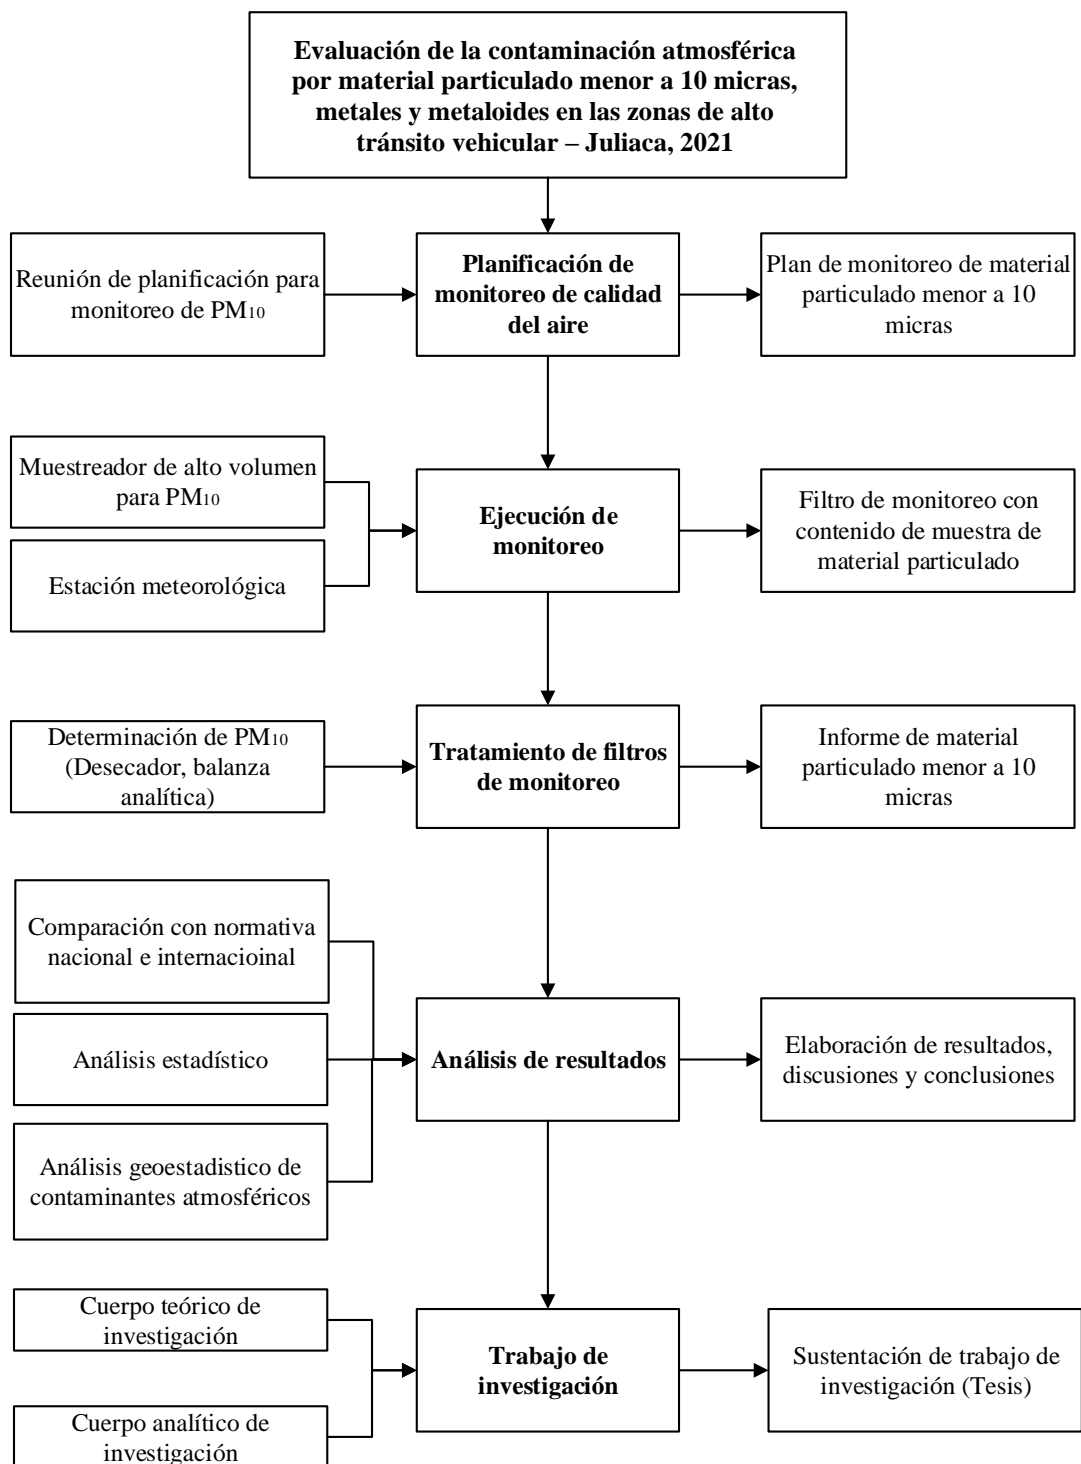 Evaluación de la contaminación atmosférica
por material particulado menor a 10 micras,
metales y metaloides en las zonas de alto
tránsito vehicular – Juliaca, 2021
Reunión de planificación para
monitoreo de PM10
Planificación de
monitoreo de calidad
del aire
Plan de monitoreo de material
particulado menor a 10
micras
Muestreador de alto volumen
para PM10
Estación meteorológica
Ejecución de
monitoreo
Filtro de monitoreo con
contenido de muestra de
material particulado
Determinación de PM10
(Desecador, balanza
analítica)
Tratamiento de filtros
de monitoreo
Informe de material
particulado menor a 10
micras
Comparación con normativa
nacional e internacioinal
Análisis estadístico
Análisis geoestadistico de
contaminantes atmosféricos
Análisis de resultados
Elaboración de resultados,
discusiones y conclusiones
Cuerpo teórico de
investigación
Cuerpo analítico de
investigación
Trabajo de
investigación
Sustentación de trabajo de
investigación (Tesis)